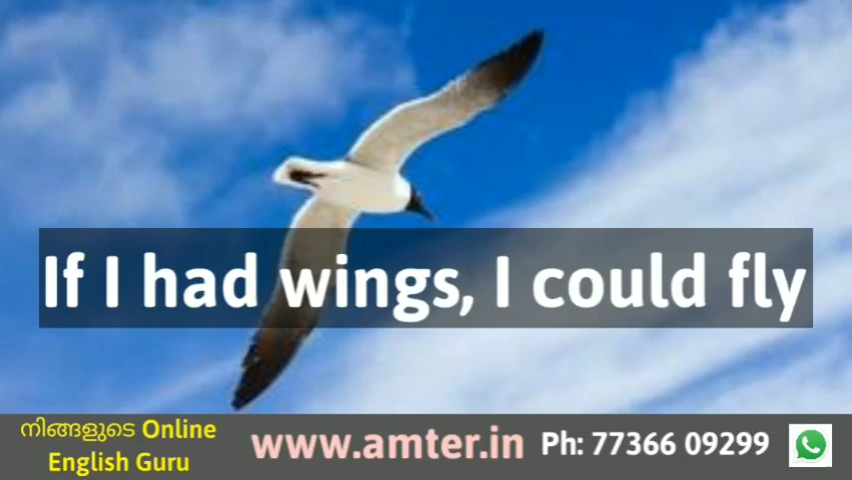 If I had wings, I could fly
നിങ്ങളുടെ Online
English Guru
www.amter.in
Ph: 77366 09299